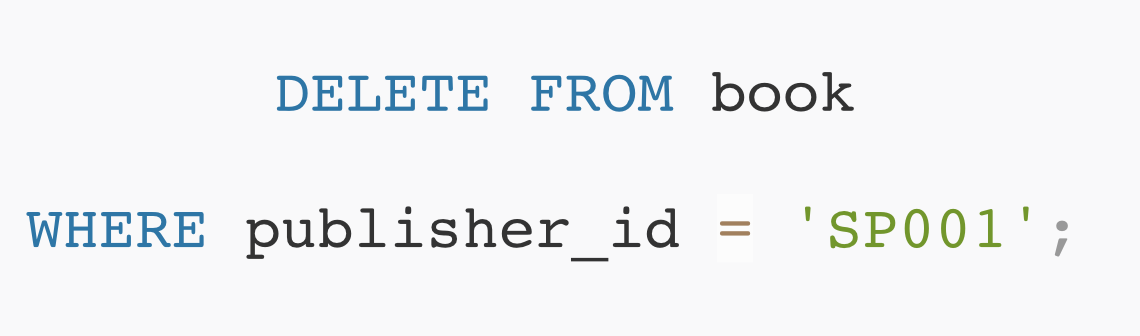 DELETE FROM book
WHERE publisher_id = 'SP001';